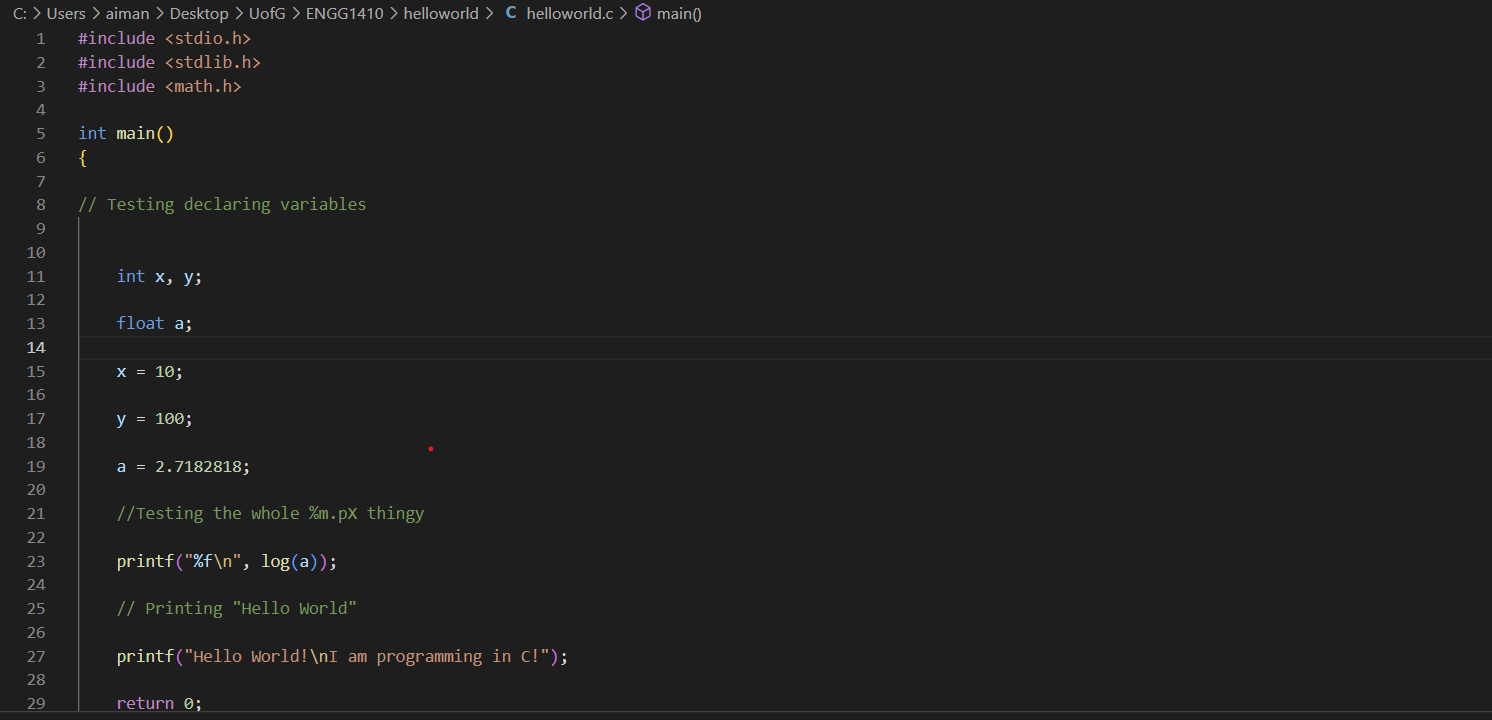 C: > Users > aiman > Desktop > UofG > ENGG1410 > helloworld > C helloworld.c > main()
1 #include <stdio.h>
2 #include <stdlib.h>
3 #include <math.h>
4
5 int main()
6 {
7
8 // Testing declaring variables
9
10
11 int x, y;
12
13 float a;
14
15 x = 10;
16
17 y = 100;
18
19 a = 2.7182818;
20
21 //Testing the whole %m.pX thingy
22
23 printf("%f\n", log(a));
24
25 // Printing "Hello World"
26
27 printf("Hello World!\nI am programming in C!");
28
29 return 0;